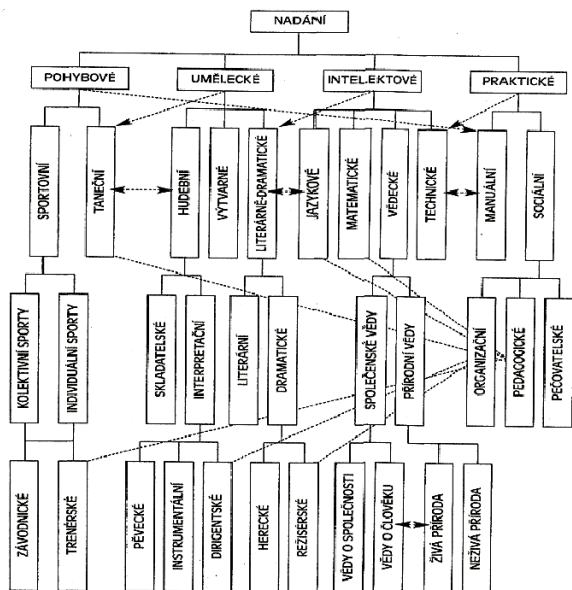 NADÁNÍ
POHYBOVÉ
UMĚLECKÉ
INTELEKTOVÉ
PRAKTICKÉ
SPORTOVNÍ
TANEČNÍ
HUDEBNÍ
VÝTVARNÉ
LITERÁRNĚ-DRAMATICKÉ
JAZYKOVÉ
MATEMATICKÉ
VĚDECKÉ
TECHNICKÉ
MANUÁLNÍ
SOCIÁLNÍ
KOLEKTIVNÍ SPORTY
INDIVIDUÁLNÍ SPORTY
SKLADATELSKÉ
INTERPRETAČNÍ
LITERÁRNÍ
DRAMATICKÉ
SPOLEČENSKÉ VĚDY
PŘÍRODNÍ VĚDY
ORGANIZAČNÍ
PEDAGOGICKÉ
PEČOVATELSKÉ
ZÁVODNICKÉ
TRENÉRSKÉ
PĚVECKÉ
INSTRUMENTÁLNÍ
DIRIGENTSKÉ
HERECKÉ
REŽISÉRSKÉ
VĚDY O SPOLEČNOSTI
VĚDY O ČLOVĚKU
ŽIVÁ PŘÍRODA
NEŽIVÁ PŘÍRODA